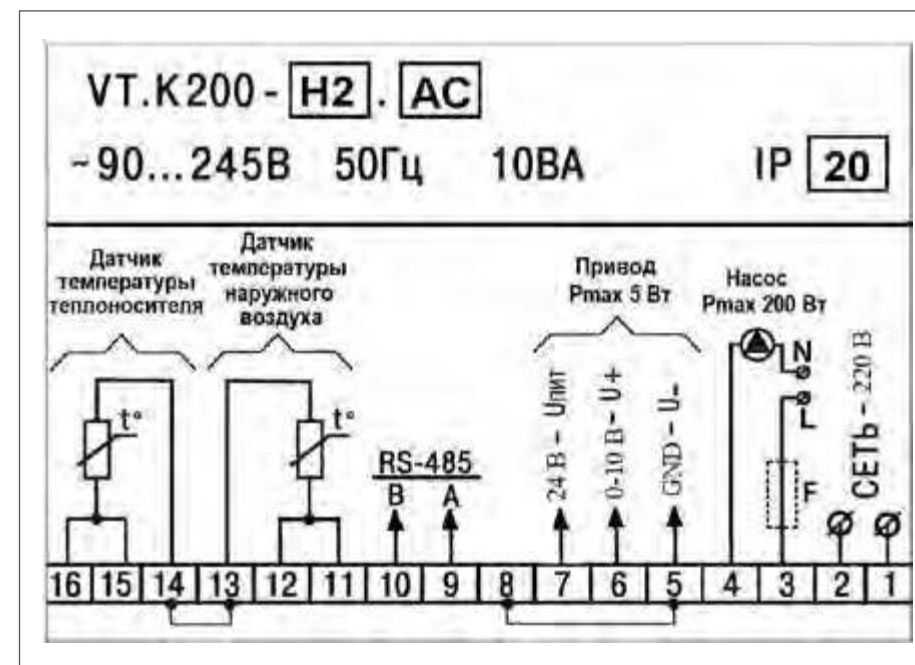 VT.K200- H2 . AC
~90...245В 50Гц 10ВА IP 20
Датчик
температуры
теплоносителя
Датчик
температуры
наружного
воздуха
Привод
Pmax 5 Вт
Насос
Pmax 200 Вт
t°
t°
RS-485
B A
24 В – Uпит
0-10 В – U+
GND – U-
N
L
F
СЕТЬ – 220 В
16 15 14 13 12 11 10 9 8 7 6 5 4 3 2 1